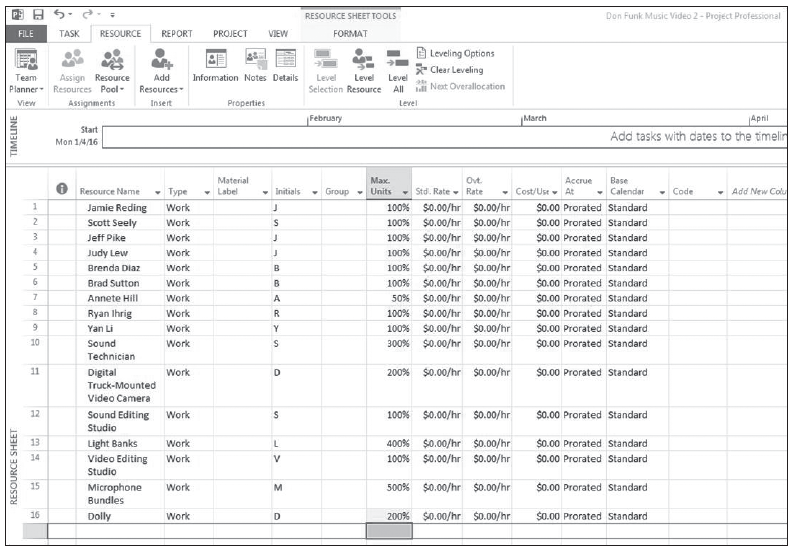 RESOURCE SHEET TOOLS
Don Funk Music Video 2 - Project Professional
FILE TASK RESOURCE REPORT PROJECT VIEW FORMAT
Team Planner
Assign Resources
Resource Pool
Add Resources
Information Notes Details
Level Selection
Level Resource
Level All
Leveling Options
Clear Leveling
Next Overallocation
View Assignments Insert Properties Level
TIMELINE
February March April
Start
Mon 1/4/16
Add tasks with dates to the timelin
Resource Name Type Material Label Initials Group Max. Units Std. Rate Ovt. Rate Cost/Use Accrue At Base Calendar Code Add New Colu
1 Jamie Reding Work J 100% $0.00/hr $0.00/hr $0.00 Prorated Standard
2 Scott Seely Work S 100% $0.00/hr $0.00/hr $0.00 Prorated Standard
3 Jeff Pike Work J 100% $0.00/hr $0.00/hr $0.00 Prorated Standard
4 Judy Lew Work J 100% $0.00/hr $0.00/hr $0.00 Prorated Standard
5 Brenda Diaz Work B 100% $0.00/hr $0.00/hr $0.00 Prorated Standard
6 Brad Sutton Work B 100% $0.00/hr $0.00/hr $0.00 Prorated Standard
7 Annete Hill Work A 50% $0.00/hr $0.00/hr $0.00 Prorated Standard
8 Ryan Ihrig Work R 100% $0.00/hr $0.00/hr $0.00 Prorated Standard
9 Yan Li Work Y 100% $0.00/hr $0.00/hr $0.00 Prorated Standard
10 Sound Technician Work S 300% $0.00/hr $0.00/hr $0.00 Prorated Standard
11 Digital Truck-Mounted Video Camera Work D 200% $0.00/hr $0.00/hr $0.00 Prorated Standard
12 Sound Editing Studio Work S 100% $0.00/hr $0.00/hr $0.00 Prorated Standard
13 Light Banks Work L 400% $0.00/hr $0.00/hr $0.00 Prorated Standard
14 Video Editing Studio Work V 100% $0.00/hr $0.00/hr $0.00 Prorated Standard
15 Microphone Bundles Work M 500% $0.00/hr $0.00/hr $0.00 Prorated Standard
16 Dolly Work D 200% $0.00/hr $0.00/hr $0.00 Prorated Standard
RESOURCE SHEET